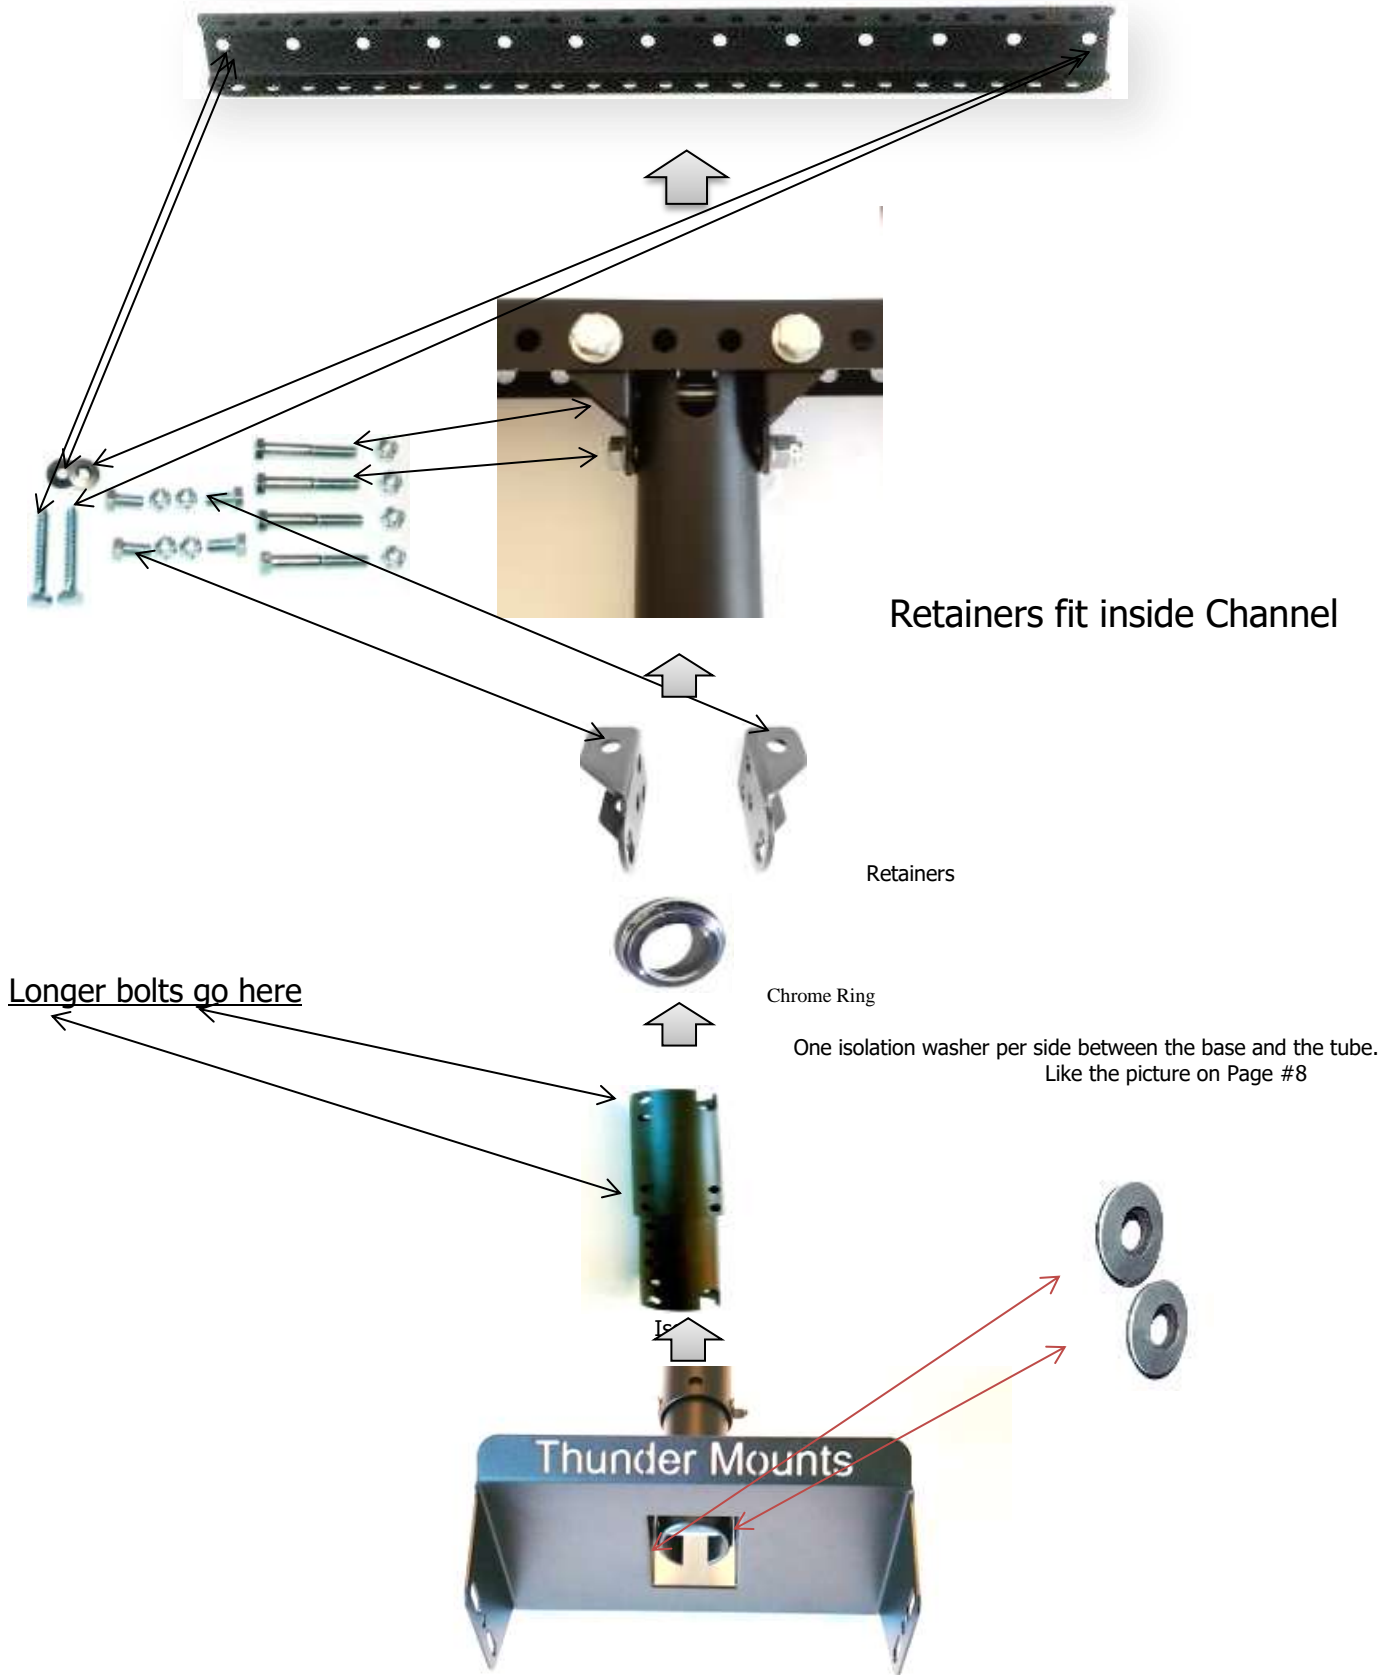 Retainers fit inside Channel
Retainers
Longer bolts go here
Chrome Ring
One isolation washer per side between the base and the tube.
Like the picture on Page #8
Thunder Mounts